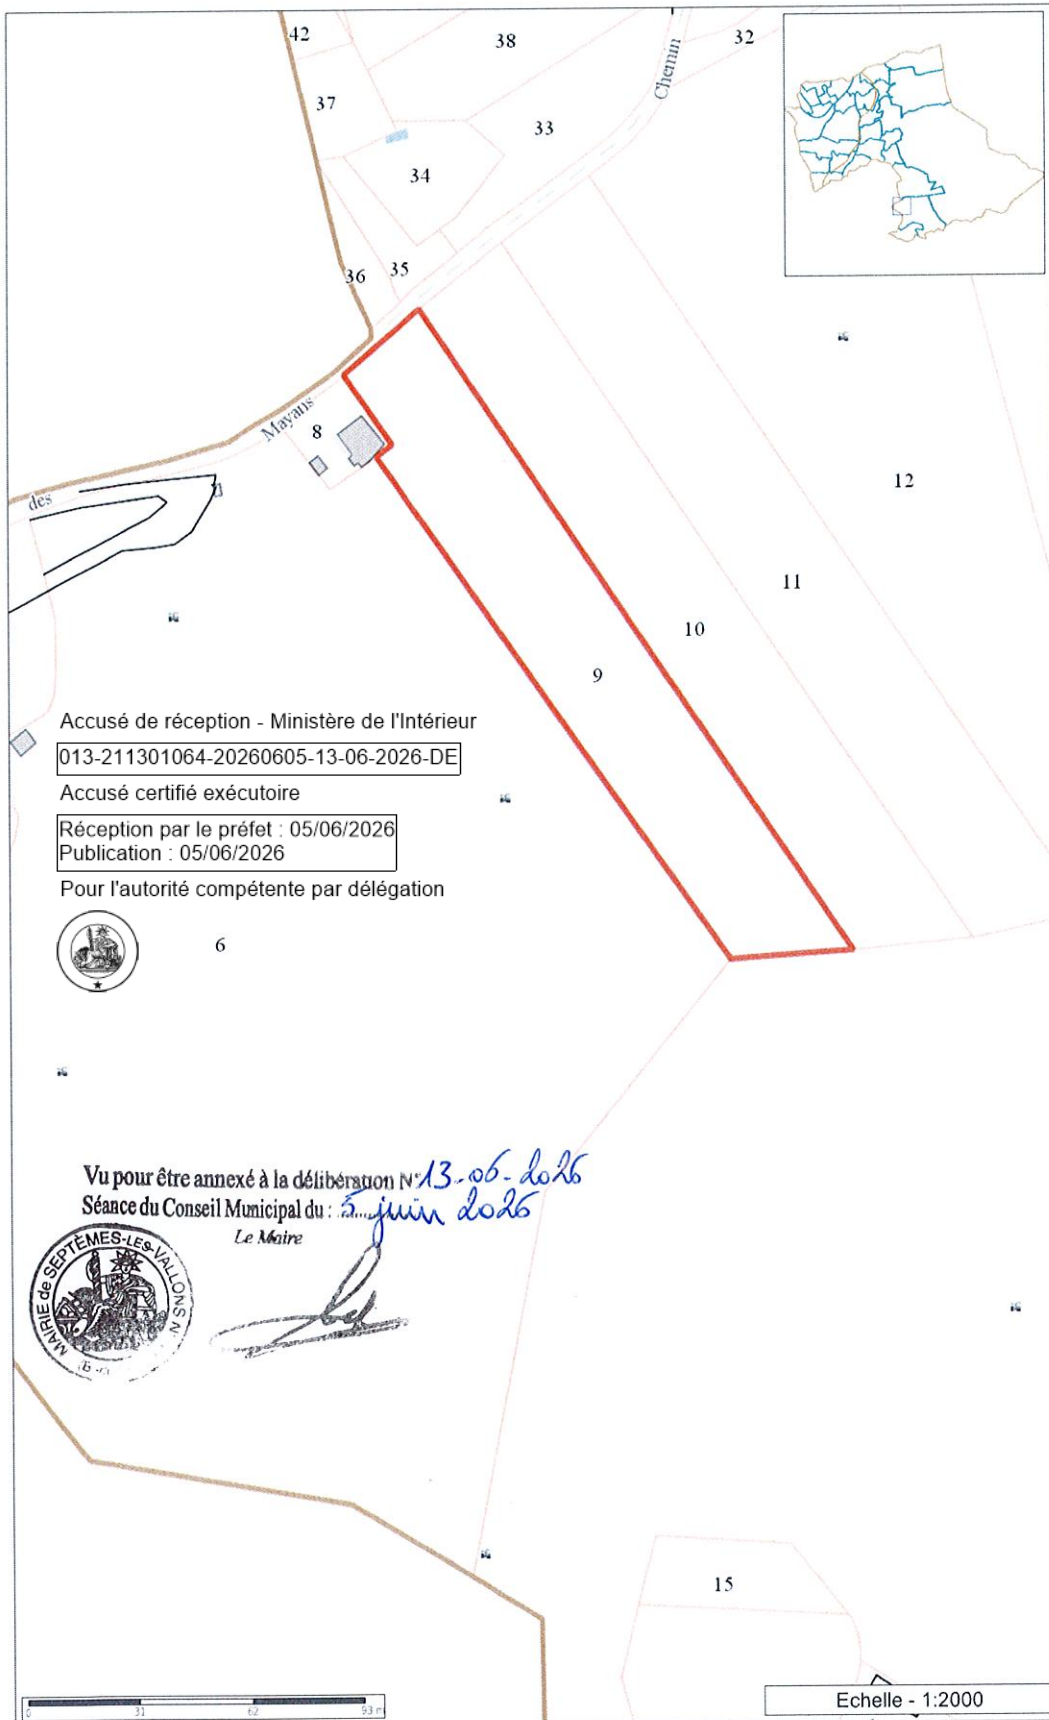 42
38
32
Chemin
37
33
34
36
35
Mayans
8
des
12
11
10
9
Accusé de réception - Ministère de l'Intérieur
013-211301064-20260605-13-06-2026-DE
Accusé certifié exécutoire
Réception par le préfet : 05/06/2026
Publication : 05/06/2026
Pour l'autorité compétente par délégation
6
Vu pour être annexé à la délibération N° 13-06-2026
Séance du Conseil Municipal du : 5 juin 2026
Le Maire
MAIRIE de SEPTÈMES-LES-VALLONS
15
0 31 62 93 m
Echelle - 1:2000